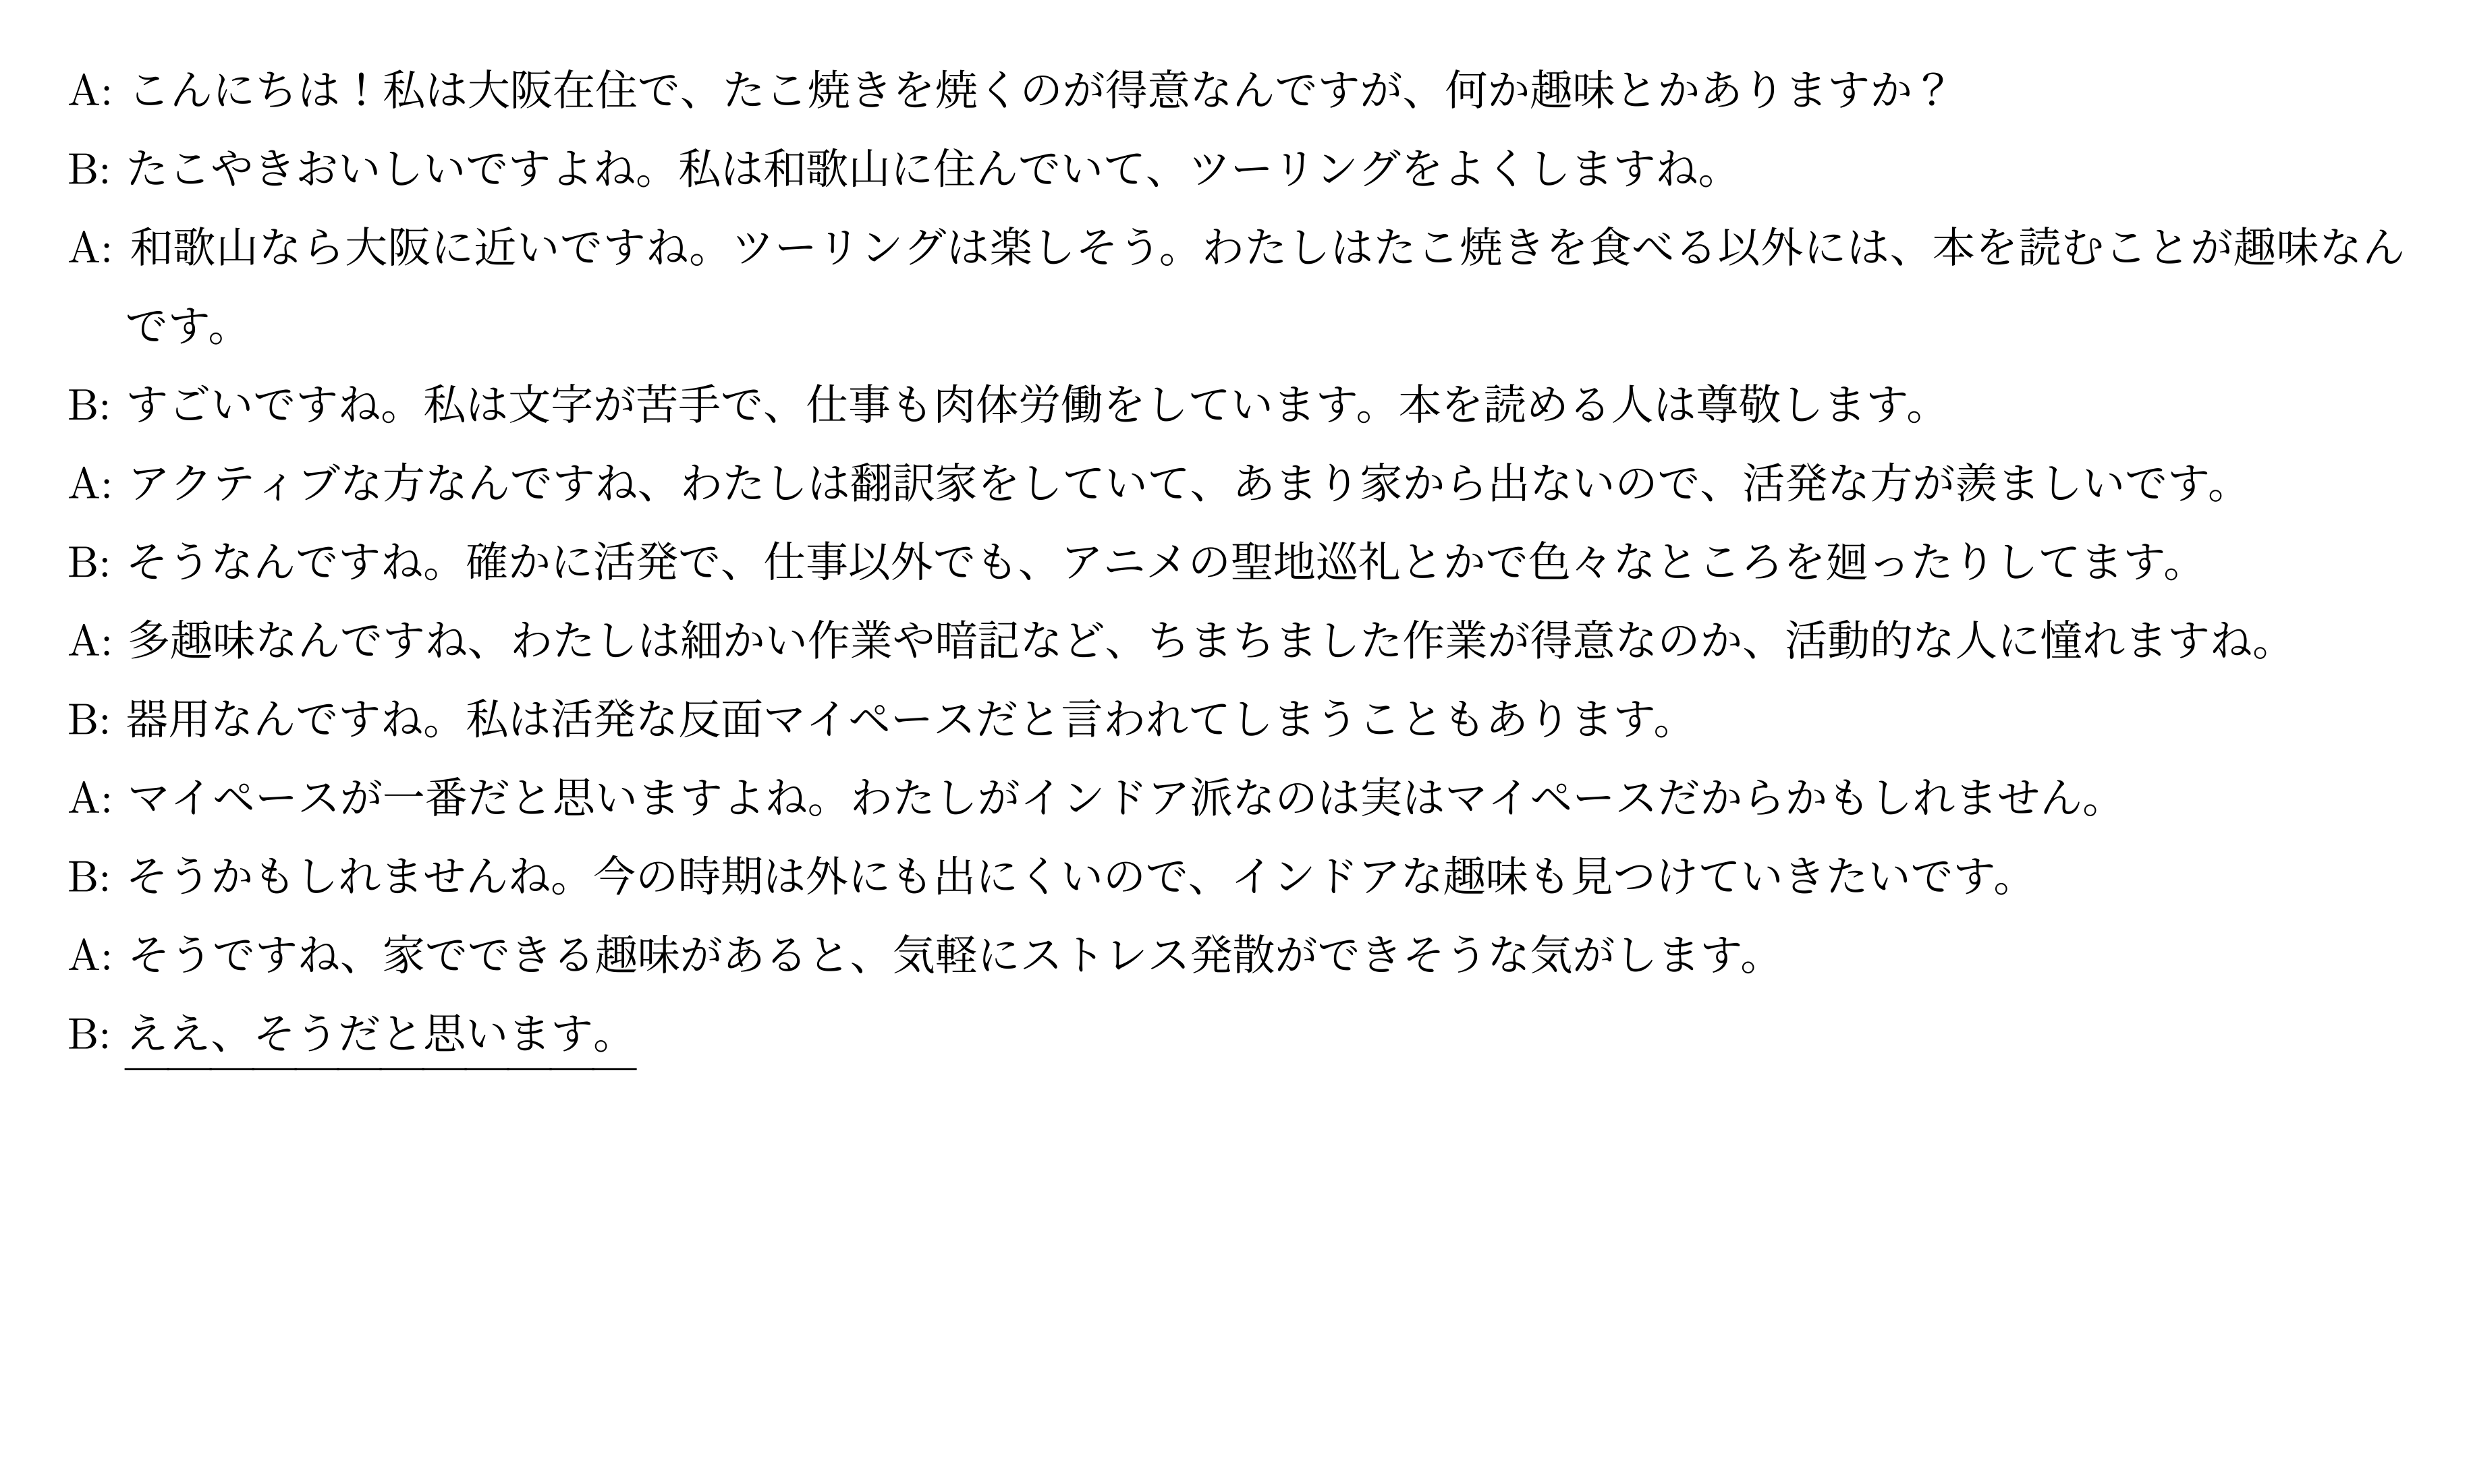 A: こんにちは！私は大阪在住で、たこ焼きを焼くのが得意なんですが、何か趣味とかありますか？
B: たこやきおいしいですよね。私は和歌山に住んでいて、ツーリングをよくしますね。
A: 和歌山なら大阪に近いですね。ツーリングは楽しそう。わたしはたこ焼きを食べる以外には、本を読むことが趣味なん
です。
B: すごいですね。私は文字が苦手で、仕事も肉体労働をしています。本を読める人は尊敬します。
A: アクティブな方なんですね、わたしは翻訳家をしていて、あまり家から出ないので、活発な方が羨ましいです。
B: そうなんですね。確かに活発で、仕事以外でも、アニメの聖地巡礼とかで色々なところを廻ったりしてます。
A: 多趣味なんですね、わたしは細かい作業や暗記など、ちまちました作業が得意なのか、活動的な人に憧れますね。
B: 器用なんですね。私は活発な反面マイペースだと言われてしまうこともあります。
A: マイペースが一番だと思いますよね。わたしがインドア派なのは実はマイペースだからかもしれません。
B: そうかもしれませんね。今の時期は外にも出にくいので、インドアな趣味も見つけていきたいです。
A: そうですね、家でできる趣味があると、気軽にストレス発散ができそうな気がします。
B: ええ、そうだと思います。